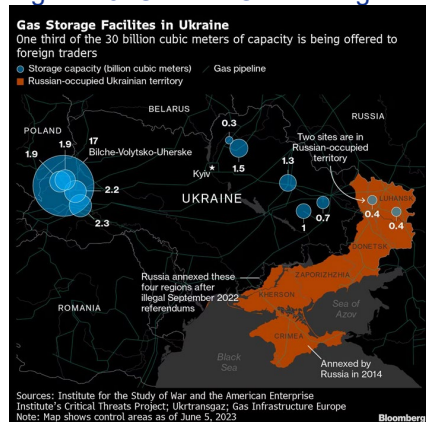 Gas Storage Facilites in Ukraine
One third of the 30 billion cubic meters of capacity is being offered to
foreign traders
Storage capacity (billion cubic meters)
Gas pipeline
Russian-occupied Ukrainian territory
BELARUS
RUSSIA
POLAND
0.3
Two sites are in
Russian-occupied
territory
1.9
1.9
17
Bilche-Volytsko-Uherske
Kyiv
1.5
1.3
2.2
UKRAINE
LUHANSK
0.4
0.4
2.3
1
0.7
DONETSK
Russia annexed these
four regions after
illegal September 2022
referendums
ZAPORIZHZHIA
KHERSON
Sea of
Azov
ROMANIA
CRIMEA
Black
Sea
Annexed by
Russia in 2014
Sources: Institute for the Study of War and the American Enterprise
Institute's Critical Threats Project; Ukrtransgaz; Gas Infrastructure Europe
Note: Map shows control areas as of June 5, 2023
Bloomberg